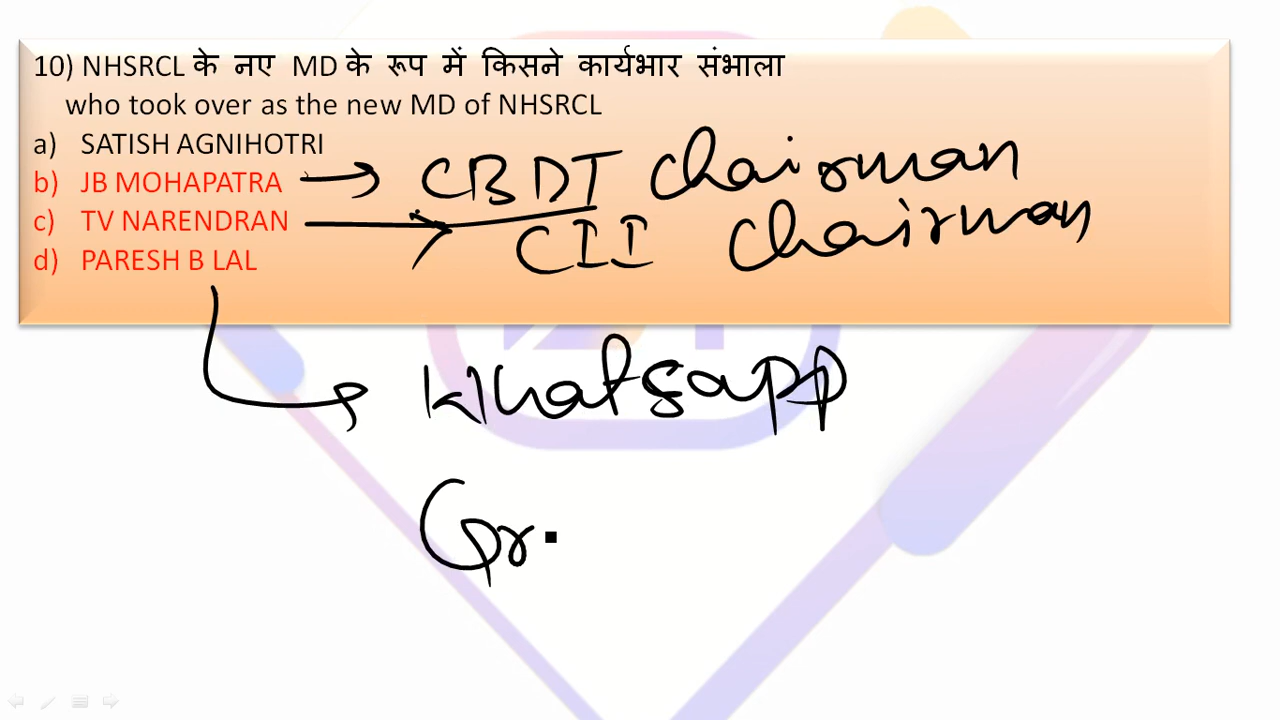 10) NHSRCL के नए MD के रूप में किसने कार्यभार संभाला
who took over as the new MD of NHSRCL
a) SATISH AGNIHOTRI
b) JB MOHAPATRA → CBDT Chairman
c) TV NARENDRAN → CII Chairman
d) PARESH B LAL
Whatsapp
Gr